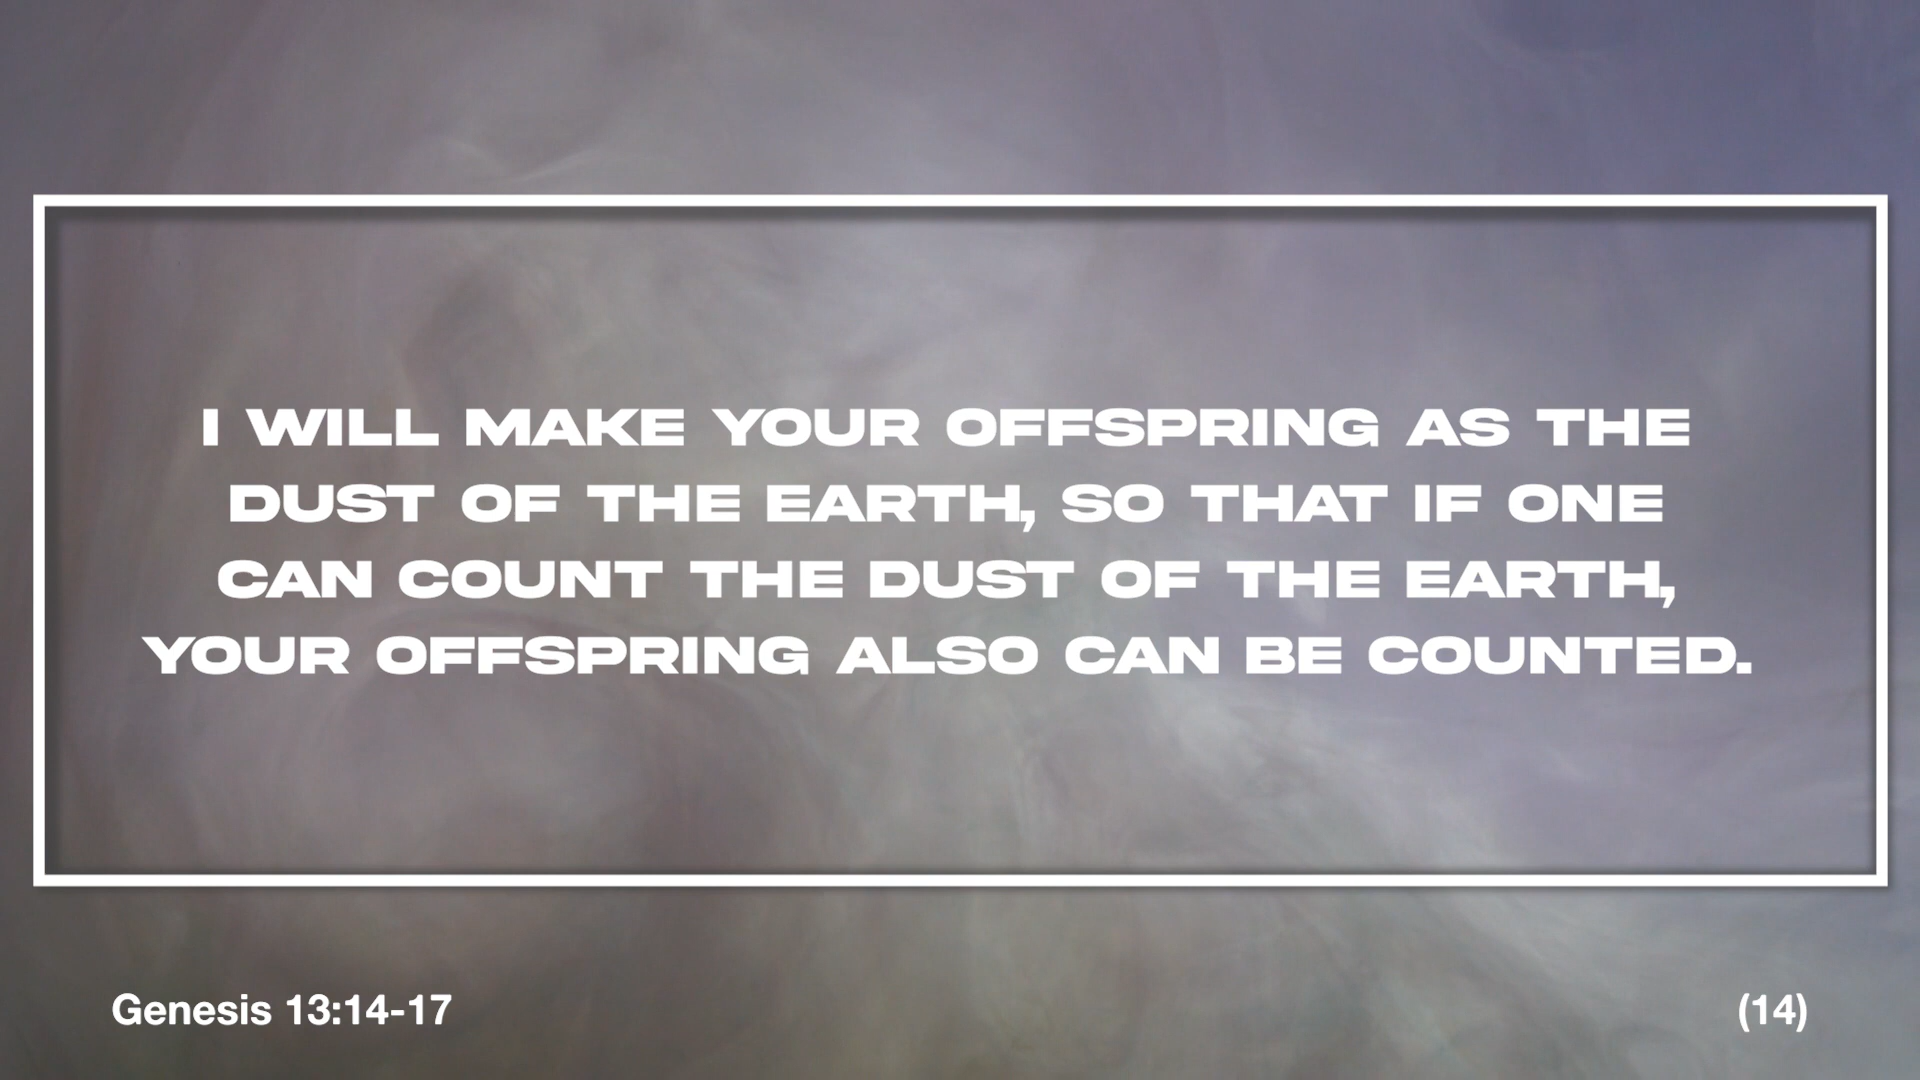 I WILL MAKE YOUR OFFSPRING AS THE
DUST OF THE EARTH, SO THAT IF ONE
CAN COUNT THE DUST OF THE EARTH,
YOUR OFFSPRING ALSO CAN BE COUNTED.
Genesis 13:14-17
(14)